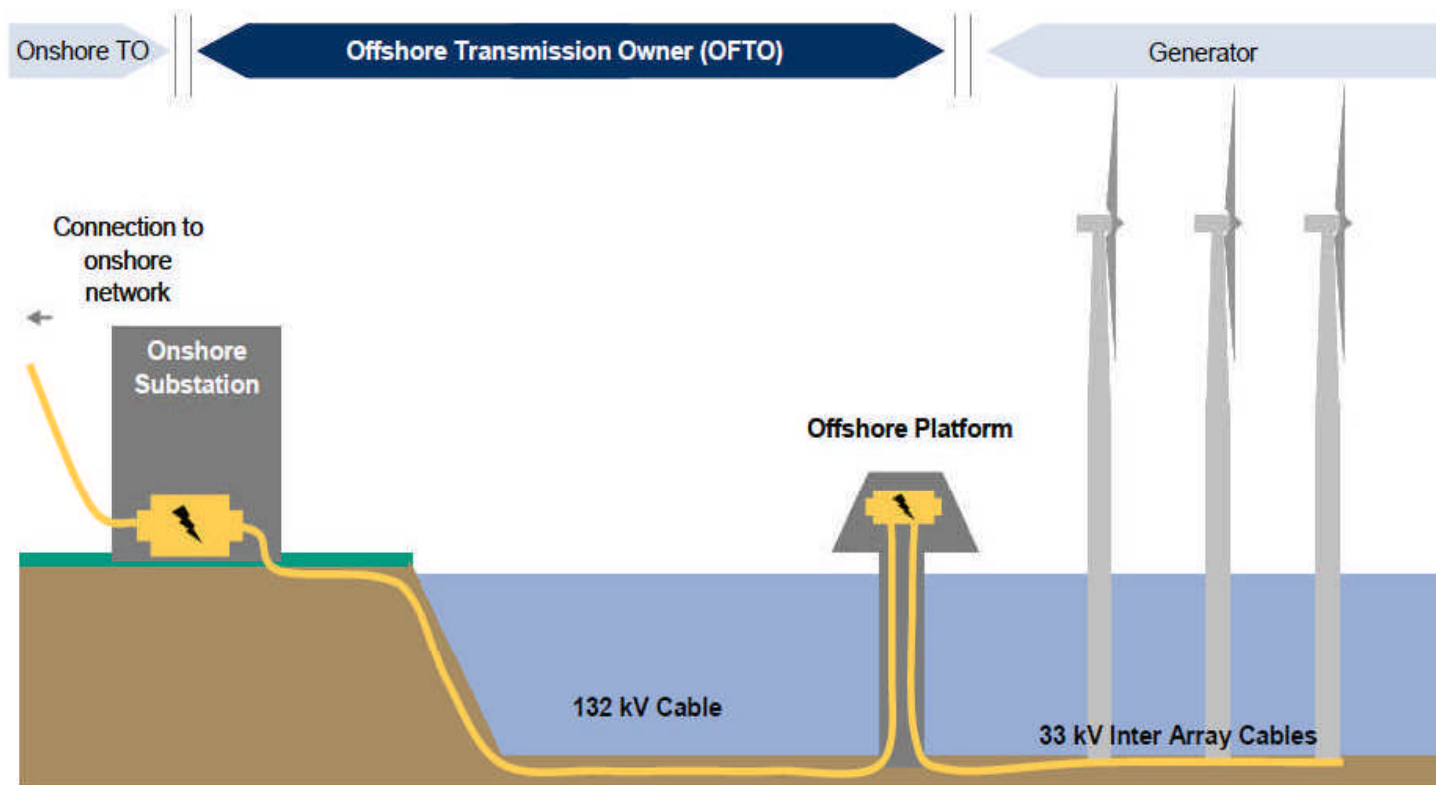 Onshore TO
Offshore Transmission Owner (OFTO)
Generator
Connection to
onshore
network
Onshore
Substation
Offshore Platform
132 kV Cable
33 kV Inter Array Cables